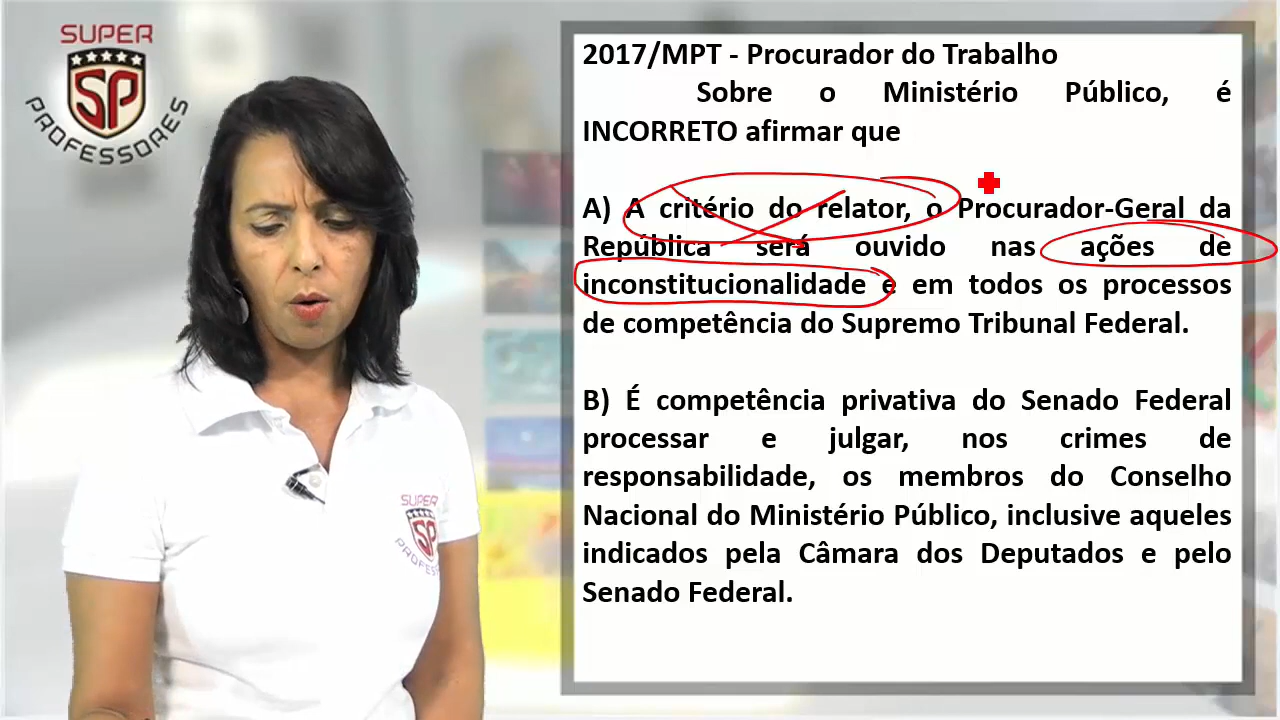 SUPER
SP
PROFESSORES
2017/MPT - Procurador do Trabalho
Sobre o Ministério Público, é
INCORRETO afirmar que
A) A critério do relator, o Procurador-Geral da
República será ouvido nas ações de
inconstitucionalidade e em todos os processos
de competência do Supremo Tribunal Federal.
B) É competência privativa do Senado Federal
processar e julgar, nos crimes de
responsabilidade, os membros do Conselho
Nacional do Ministério Público, inclusive aqueles
indicados pela Câmara dos Deputados e pelo
Senado Federal.
SUPER
SP
PROFESSORES